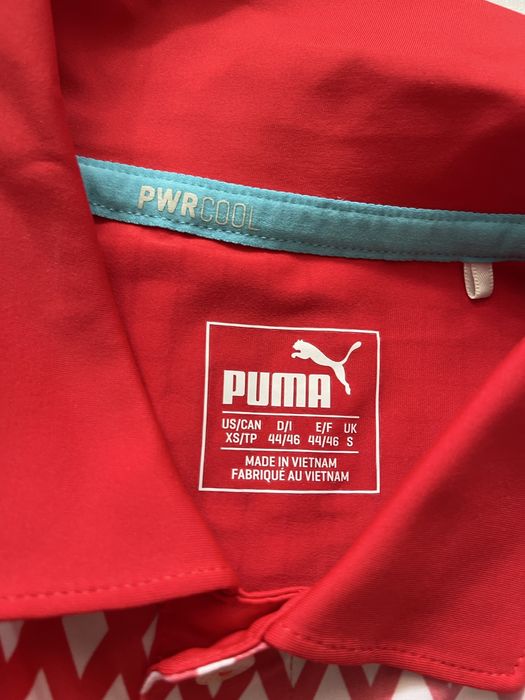 PWRCOOL
PUMA
US/CAN D/I E/F UK
XS/TP 44/46 44/46 S
MADE IN VIETNAM
FABRIQUÉ AU VIETNAM